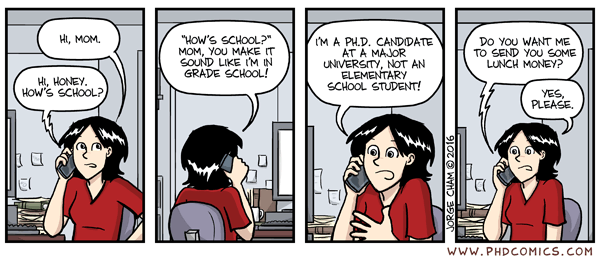 HI, MOM.
HI, HONEY.
HOW'S SCHOOL?
"HOW'S SCHOOL?"
MOM, YOU MAKE IT
SOUND LIKE I'M IN
GRADE SCHOOL!
I'M A PH.D. CANDIDATE
AT A MAJOR
UNIVERSITY, NOT AN
ELEMENTARY
SCHOOL STUDENT!
JORGE CHAM © 2016
DO YOU WANT ME
TO SEND YOU SOME
LUNCH MONEY?
YES,
PLEASE.
WWW.PHDCOMICS.COM